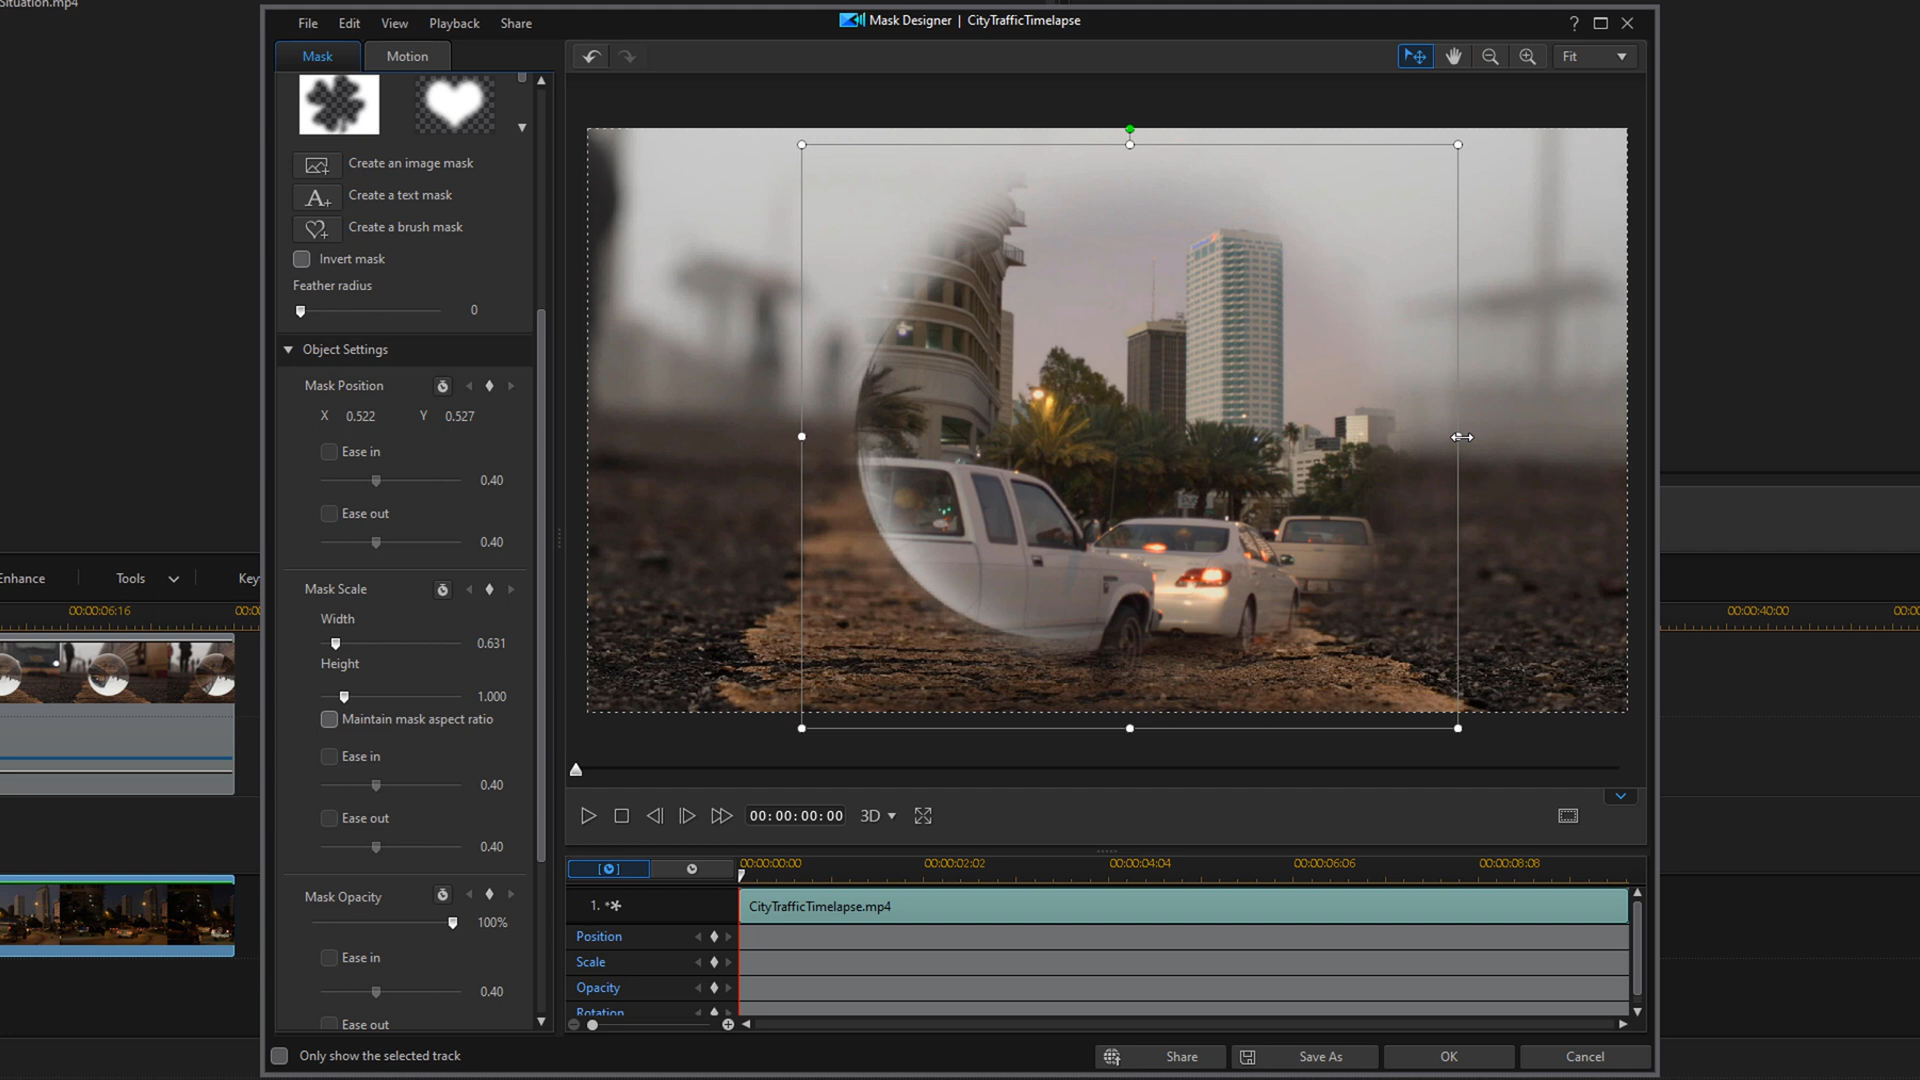 Situation.mp4
File Edit View Playback Share
Mask Designer | CityTrafficTimelapse
?
Mask Motion
Fit
Create an image mask
Create a text mask
Create a brush mask
Invert mask
Feather radius
0
Object Settings
Mask Position
X 0.522 Y 0.527
Ease in
0.40
Ease out
0.40
Mask Scale
Width
0.631
Height
1.000
Maintain mask aspect ratio
Ease in
0.40
Ease out
0.40
Mask Opacity
100%
Ease in
0.40
Ease out
Enhance Tools Key
00:00:06:16 00:00
00:00:40:00 00:0
00:00:00:00 3D
00:00:00:00 00:00:02:02 00:00:04:04 00:00:06:06 00:00:08:08
1.
CityTrafficTimelapse.mp4
Position
Scale
Opacity
Rotation
Only show the selected track
Share Save As OK Cancel